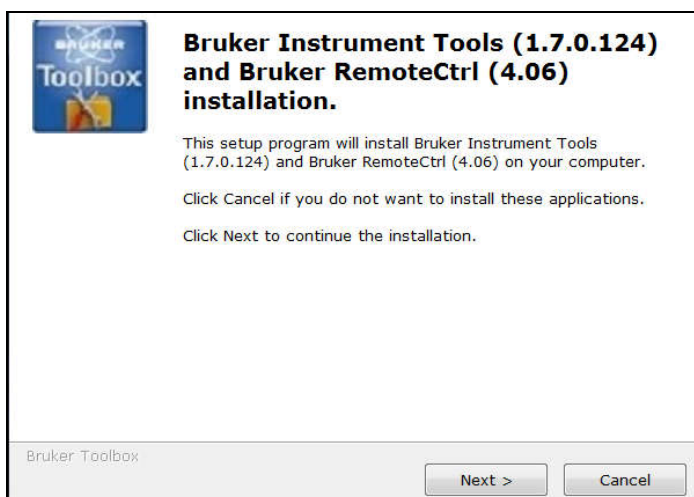 BRUKER
Toolbox
Bruker Instrument Tools (1.7.0.124)
and Bruker RemoteCtrl (4.06)
installation.
This setup program will install Bruker Instrument Tools
(1.7.0.124) and Bruker RemoteCtrl (4.06) on your computer.
Click Cancel if you do not want to install these applications.
Click Next to continue the installation.
Bruker Toolbox
Next >
Cancel